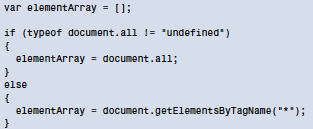 var elementArray = [];
if (typeof document.all != "undefined")
{
elementArray = document.all;
}
else
{
elementArray = document.getElementsByTagName("*");
}